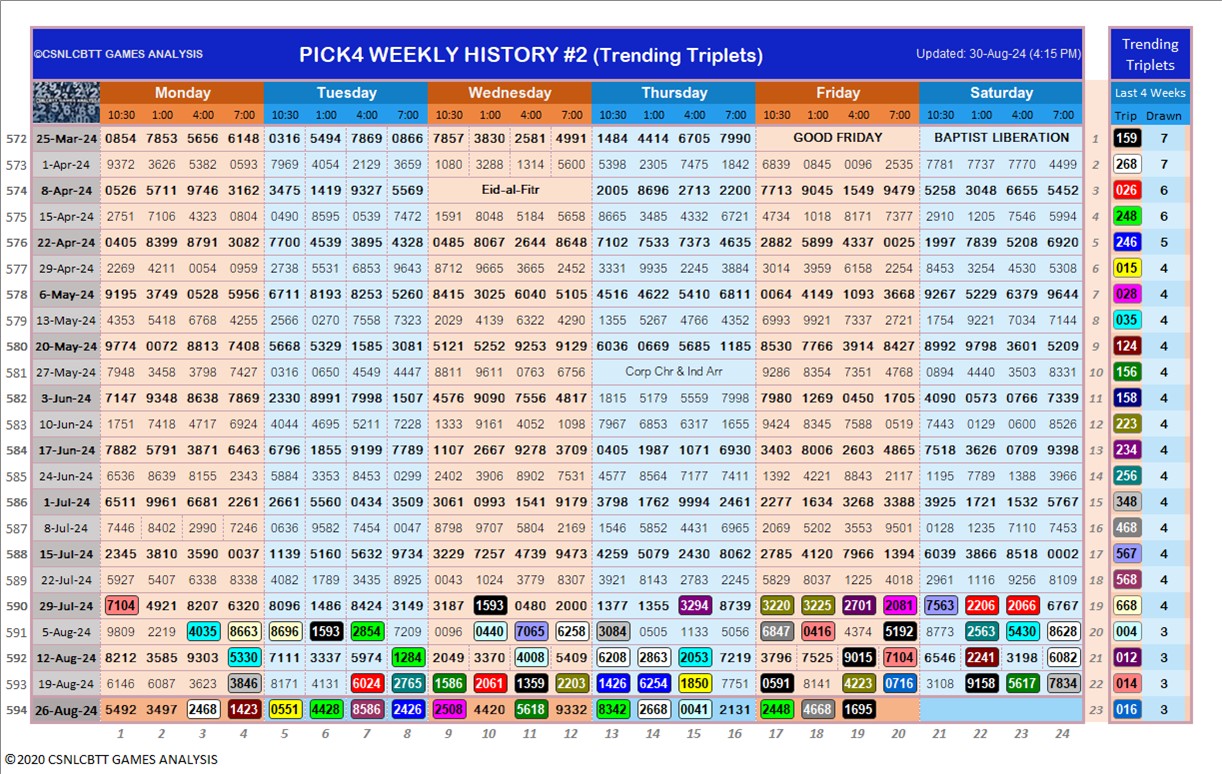 ©CSNLCBTT GAMES ANALYSIS PICK4 WEEKLY HISTORY #2 (Trending Triplets) Updated: 30-Aug-24 (4:15 PM) Trending Triplets
Monday Tuesday Wednesday Thursday Friday Saturday Last 4 Weeks
10:30 1:00 4:00 7:00 10:30 1:00 4:00 7:00 10:30 1:00 4:00 7:00 10:30 1:00 4:00 7:00 10:30 1:00 4:00 7:00 10:30 1:00 4:00 7:00 Trip Drawn
572 25-Mar-24 0854 7853 5656 6148 0316 5494 7869 0866 7857 3830 2581 4991 1484 4414 6705 7990 GOOD FRIDAY BAPTIST LIBERATION 1 159 7
573 1-Apr-24 9372 3626 5382 0593 7969 4054 2129 3659 1080 3288 1314 5600 5398 2305 7475 1842 6839 0845 0096 2535 7781 7737 7770 4499 2 268 7
574 8-Apr-24 0526 5711 9746 3162 3475 1419 9327 5569 Eid-al-Fitr 2005 8696 2713 2200 7713 9045 1549 9479 5258 3048 6655 5452 3 026 6
575 15-Apr-24 2751 7106 4323 0804 0490 8595 0539 7472 1591 8048 5184 5658 8665 3485 4332 6721 4734 1018 8171 7377 2910 1205 7546 5994 4 248 6
576 22-Apr-24 0405 8399 8791 3082 7700 4539 3895 4328 0485 8067 2644 8648 7102 7533 7373 4635 2882 5899 4337 0025 1997 7839 5208 6920 5 246 5
577 29-Apr-24 2269 4211 0054 0959 2738 5531 6853 9643 8712 9665 3665 2452 3331 9935 2245 3884 3014 3959 6158 2254 8453 3254 4530 5308 6 015 4
578 6-May-24 9195 3749 0528 5956 6711 8193 8253 5260 8415 3025 6040 5105 4516 4622 5410 6811 0064 4149 1093 3668 9267 5229 6379 9644 7 028 4
579 13-May-24 4353 5418 6768 4255 2566 0270 7558 7323 2029 4139 6322 4290 1355 5267 4766 4352 6993 9921 7337 2721 1754 9221 7034 7144 8 035 4
580 20-May-24 9774 0072 8813 7408 5668 5329 1585 3081 5121 5252 9253 9129 6036 0669 5685 1185 8530 7766 3914 8427 8992 9798 3601 5209 9 124 4
581 27-May-24 7948 3458 3798 7427 0316 0650 4549 4447 8811 9611 0763 6756 Corp Chr & Ind Arr 9286 8354 7351 4768 0894 4440 3503 8331 10 156 4
582 3-Jun-24 7147 9348 8638 7869 2330 8991 7998 1507 4576 9090 7556 4817 1815 5179 5559 7998 7980 1269 0450 1705 4090 0573 0766 7339 11 158 4
583 10-Jun-24 1751 7418 4717 6924 4044 4695 5211 7228 1333 9161 4052 1098 7967 6853 6317 1655 9424 8345 7588 0519 7443 0129 0600 8526 12 223 4
584 17-Jun-24 7882 5791 3871 6463 6796 1855 9199 7789 1107 2667 9278 3709 0405 1987 1071 6930 3403 8006 2603 4865 7518 3626 0709 9398 13 234 4
585 24-Jun-24 6536 8639 8155 2343 5884 3353 8453 0299 2402 3906 8902 7531 4577 8564 7177 7411 1392 4221 8843 2117 1195 7789 1388 3966 14 256 4
586 1-Jul-24 6511 9961 6681 2261 2661 5560 0434 3509 3061 0993 1541 9179 3798 1762 9994 2461 2277 1634 3268 3388 3925 1721 1532 5767 15 348 4
587 8-Jul-24 7446 8402 2990 7246 0636 9582 7454 0047 8798 9707 5804 2169 1546 5852 4431 6965 2069 5202 3553 9501 0128 1235 7110 7453 16 468 4
588 15-Jul-24 2345 3810 3590 0037 1139 5160 5632 9734 3229 7257 4739 9473 4259 5079 2430 8062 2785 4120 7966 1394 6039 3866 8518 0002 17 567 4
589 22-Jul-24 5927 5407 6338 8338 4082 1789 3435 8925 0043 1024 3779 8307 3921 8143 2783 2245 5829 8037 1225 4018 2961 1116 9256 8109 18 568 4
590 29-Jul-24 7104 4921 8207 6320 8096 1486 8424 3149 3187 1593 0480 2000 1377 1355 3294 8739 3220 3225 2701 2081 7563 2206 2066 6767 19 668 4
591 5-Aug-24 9809 2219 4035 8663 8696 1593 2854 7209 0096 0440 7065 6258 3084 0505 1133 5056 6847 0416 4374 5192 8773 2563 5430 8628 20 004 3
592 12-Aug-24 8212 3585 9303 5330 7111 3337 5974 1284 2049 3370 4008 5409 6208 2863 2053 7219 3796 7525 9015 7104 6546 2241 3198 6082 21 012 3
593 19-Aug-24 6146 6087 3623 3846 8171 4131 6024 2765 1586 2061 1359 2203 1426 6254 1850 7751 0591 8141 4223 0716 3108 9158 5617 7834 22 014 3
594 26-Aug-24 5492 3497 2468 1423 0551 4428 8586 2426 2508 4420 5618 9332 8342 2668 0041 2131 2448 4668 1695 23 016 3
1 2 3 4 5 6 7 8 9 10 11 12 13 14 15 16 17 18 19 20 21 22 23 24
©2020 CSNLCBTT GAMES ANALYSIS